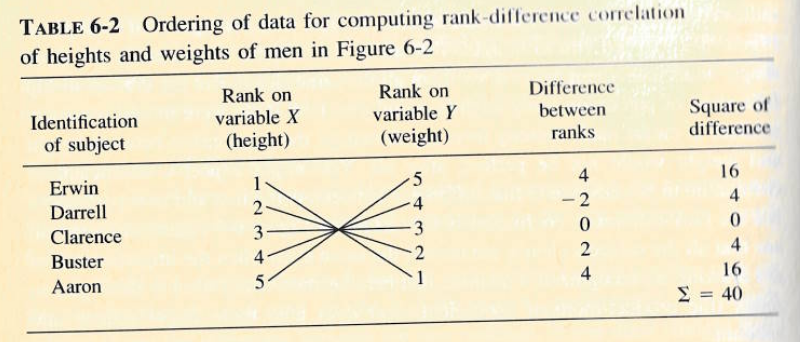 TABLE 6-2 Ordering of data for computing rank-difference correlation
of heights and weights of men in Figure 6-2
Identification of subject Rank on variable X (height) Rank on variable Y (weight) Difference between ranks Square of difference
Erwin 1 5 4 16
Darrell 2 4 −2 4
Clarence 3 3 0 0
Buster 4 2 2 4
Aaron 5 1 4 16
Σ = 40